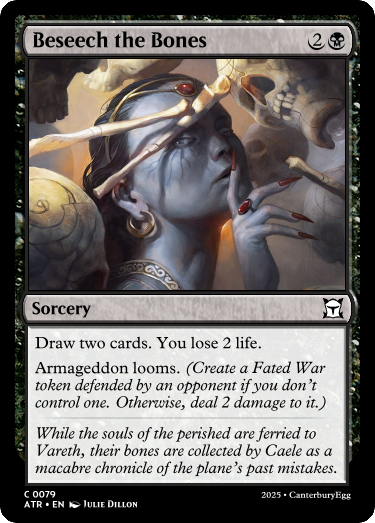 Beseech the Bones 2
Sorcery
Draw two cards. You lose 2 life.
Armageddon looms. (Create a Fated War
token defended by an opponent if you don't
control one. Otherwise, deal 2 damage to it.)
While the souls of the perished are ferried to
Vareth, their bones are collected by Caele as a
macabre chronicle of the plane's past mistakes.
C 0079
ATR • EN JULIE DILLON 2025 • CanterburyEgg